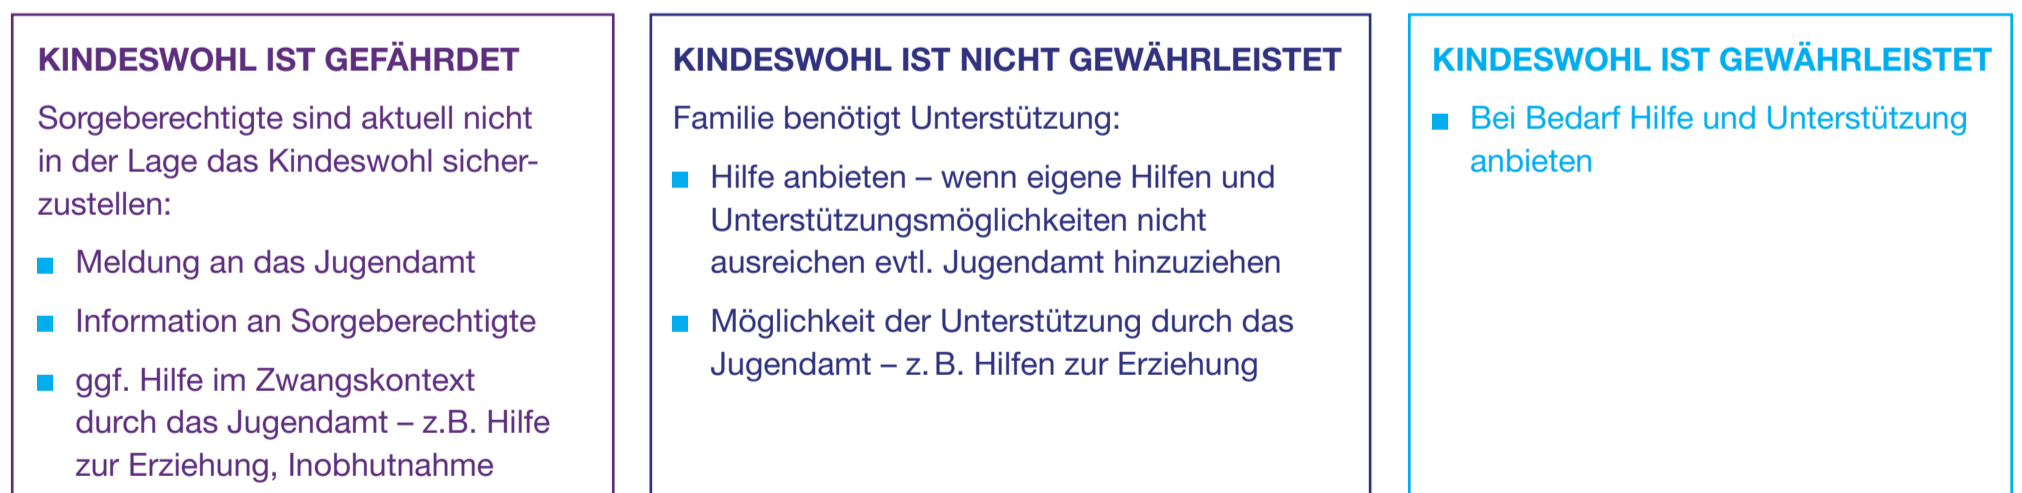 KINDESWOHL IST GEFÄHRDET
Sorgeberechtigte sind aktuell nicht
in der Lage das Kindeswohl sicher-
zustellen:
Meldung an das Jugendamt
Information an Sorgeberechtigte
ggf. Hilfe im Zwangskontext
durch das Jugendamt – z.B. Hilfe
zur Erziehung, Inobhutnahme
KINDESWOHL IST NICHT GEWÄHRLEISTET
Familie benötigt Unterstützung:
Hilfe anbieten – wenn eigene Hilfen und
Unterstützungsmöglichkeiten nicht
ausreichen evtl. Jugendamt hinzuziehen
Möglichkeit der Unterstützung durch das
Jugendamt – z. B. Hilfen zur Erziehung
KINDESWOHL IST GEWÄHRLEISTET
Bei Bedarf Hilfe und Unterstützung
anbieten